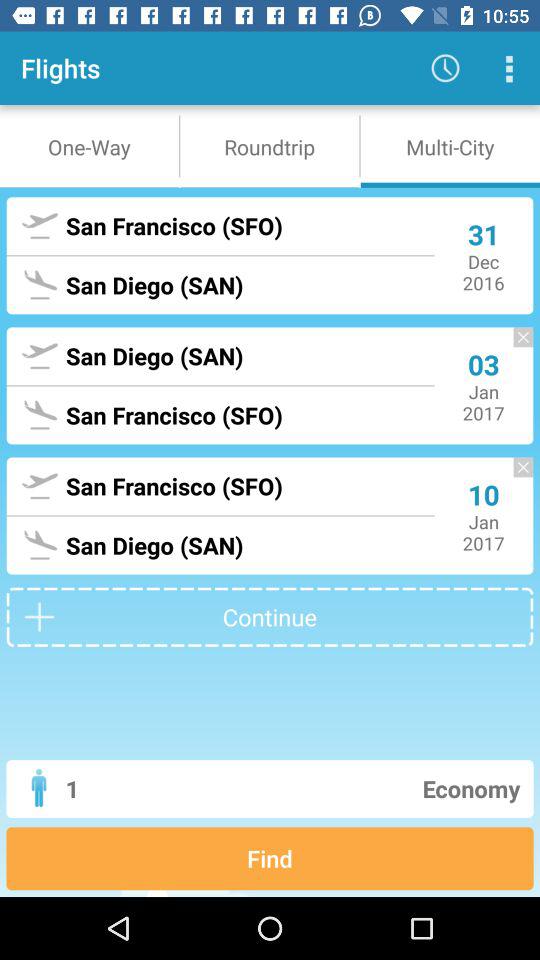 10:55
Flights
One-Way Roundtrip Multi-City
San Francisco (SFO)
San Diego (SAN)
31
Dec
2016
San Diego (SAN)
San Francisco (SFO)
03
Jan
2017
San Francisco (SFO)
San Diego (SAN)
10
Jan
2017
Continue
1 Economy
Find